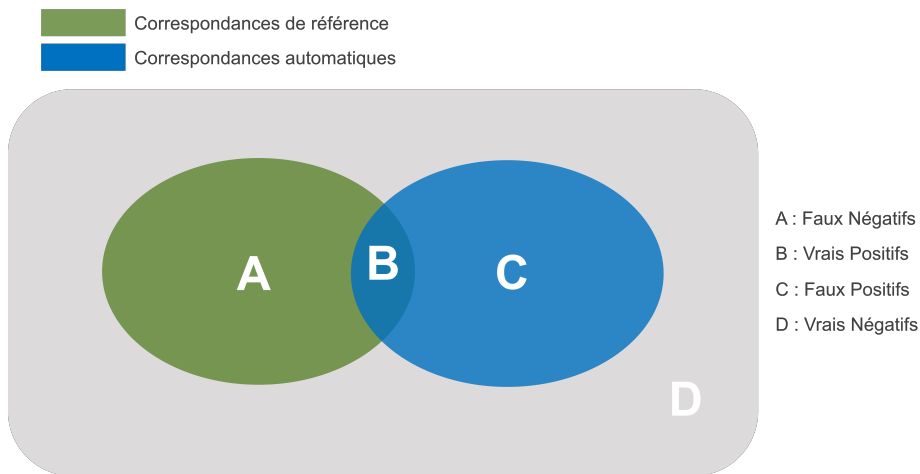 Correspondances de référence
Correspondances automatiques
A
B
C
D
A : Faux Négatifs
B : Vrais Positifs
C : Faux Positifs
D : Vrais Négatifs